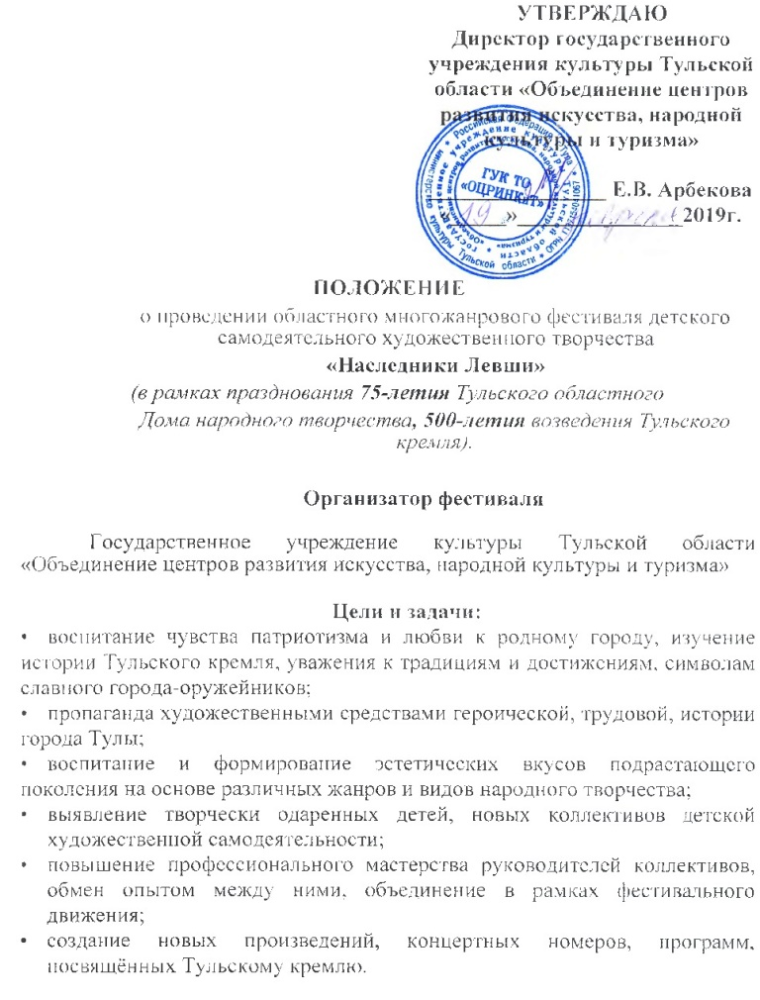 УТВЕРЖДАЮ
Директор государственного
учреждения культуры Тульской
области «Объединение центров
развития искусства, народной
культуры и туризма»
Е.В. Арбекова
«19» 2019г.
ГУК ТО
«ОЦРИНКиТ»
ПОЛОЖЕНИЕ
о проведении областного многожанрового фестиваля детского
самодеятельного художественного творчества
«Наследники Левши»
(в рамках празднования 75-летия Тульского областного
Дома народного творчества, 500-летия возведения Тульского
кремля).
Организатор фестиваля
Государственное учреждение культуры Тульской области
«Объединение центров развития искусства, народной культуры и туризма»
Цели и задачи:
• воспитание чувства патриотизма и любви к родному городу, изучение
истории Тульского кремля, уважения к традициям и достижениям, символам
славного города-оружейников;
• пропаганда художественными средствами героической, трудовой, истории
города Тулы;
• воспитание и формирование эстетических вкусов подрастающего
поколения на основе различных жанров и видов народного творчества;
• выявление творчески одаренных детей, новых коллективов детской
художественной самодеятельности;
• повышение профессионального мастерства руководителей коллективов,
обмен опытом между ними, объединение в рамках фестивального
движения;
• создание новых произведений, концертных номеров, программ,
посвящённых Тульскому кремлю.